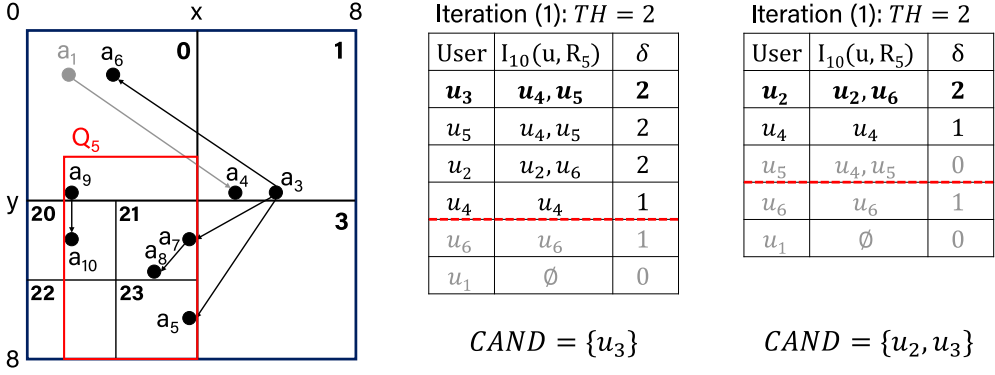 0 x 8
0 1
a₁ a₆
Q₅
a₉ a₄ a₃
y
20 21 3
a₁₀ a₇
a₈
22 23
a₅
8
Iteration (1): TH = 2
User I₁₀(u, R₅) δ
u₃ u₄, u₅ 2
u₅ u₄, u₅ 2
u₂ u₂, u₆ 2
u₄ u₄ 1
u₆ u₆ 1
u₁ ∅ 0
CAND = {u₃}
Iteration (1): TH = 2
User I₁₀(u, R₅) δ
u₂ u₂, u₆ 2
u₄ u₄ 1
u₅ u₄, u₅ 0
u₆ u₆ 1
u₁ ∅ 0
CAND = {u₂, u₃}